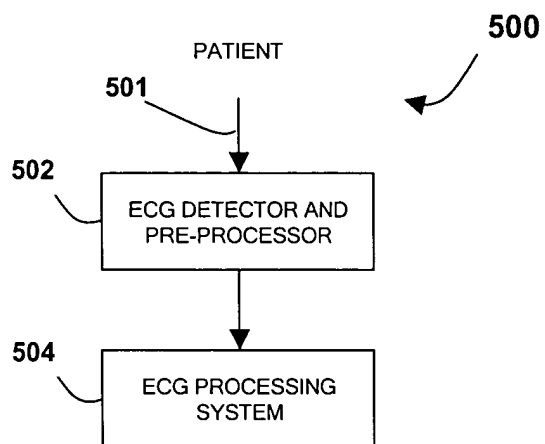 500
PATIENT
501
502
ECG DETECTOR AND
PRE-PROCESSOR
504
ECG PROCESSING
SYSTEM